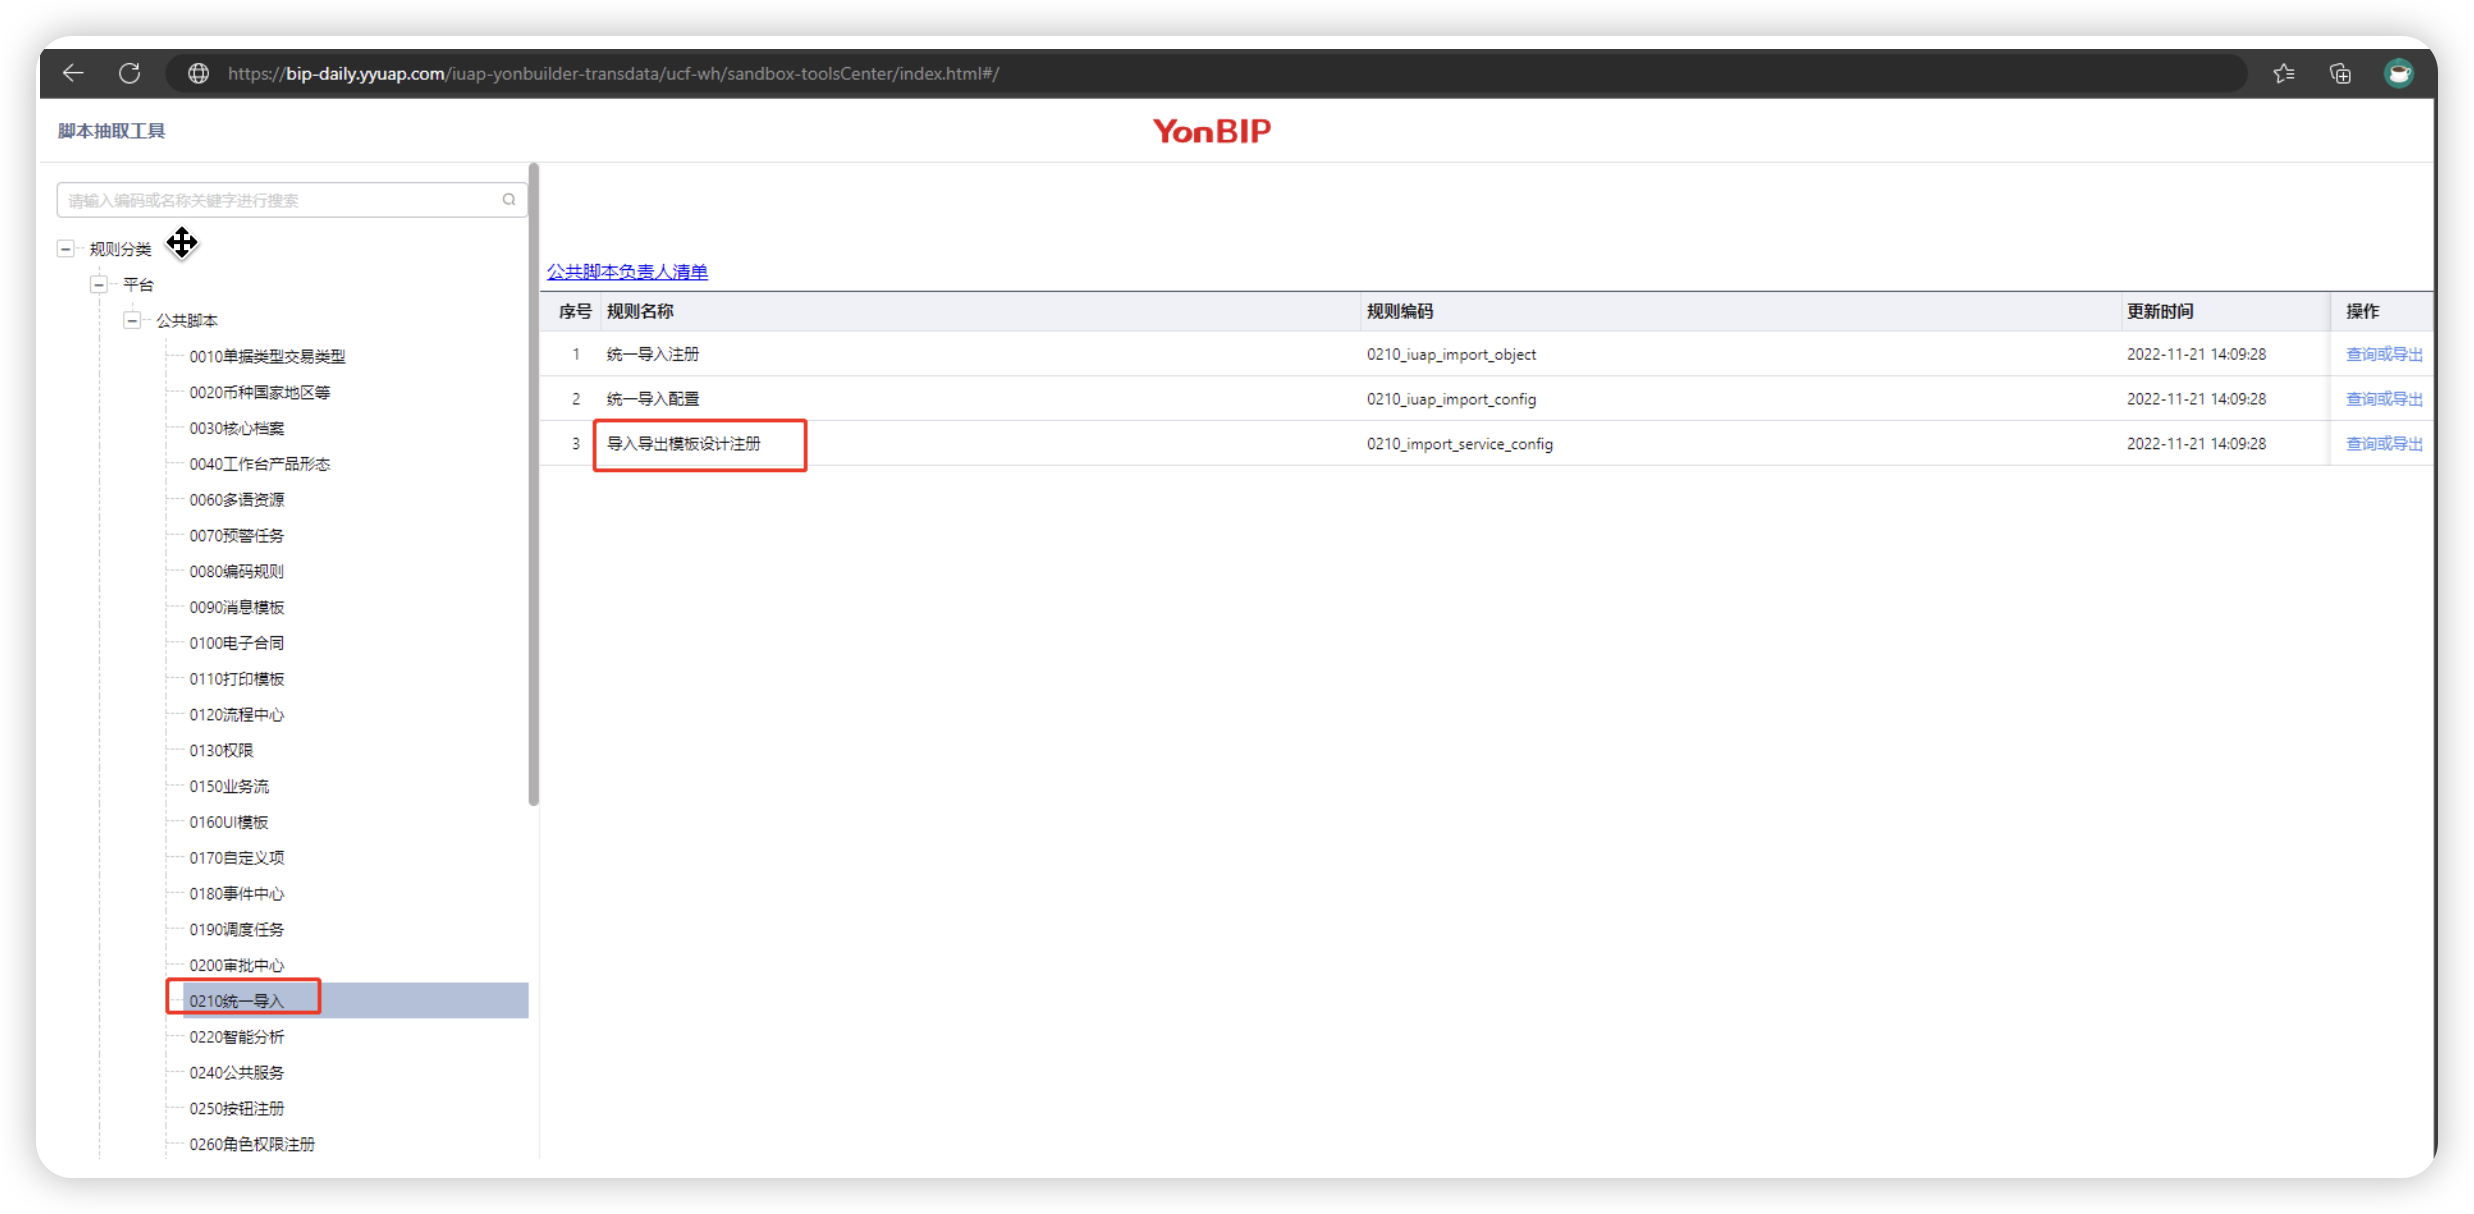 https://bip-daily.yyuap.com/iuap-yonbuilder-transdata/ucf-wh/sandbox-toolsCenter/index.html#/
脚本抽取工具
YonBIP
请输入编码或名称关键字进行搜索
规则分类
平台
公共脚本
0010单据类型交易类型
0020币种国家地区等
0030核心档案
0040工作台产品形态
0060多语资源
0070预警任务
0080编码规则
0090消息模板
0100电子合同
0110打印模板
0120流程中心
0130权限
0150业务流
0160UI模板
0170自定义项
0180事件中心
0190调度任务
0200审批中心
0210统一导入
0220智能分析
0240公共服务
0250按钮注册
0260角色权限注册
公共脚本负责人清单
序号 规则名称 规则编码 更新时间 操作
1 统一导入注册 0210_iuap_import_object 2022-11-21 14:09:28 查询或导出
2 统一导入配置 0210_iuap_import_config 2022-11-21 14:09:28 查询或导出
3 导入导出模板设计注册 0210_import_service_config 2022-11-21 14:09:28 查询或导出